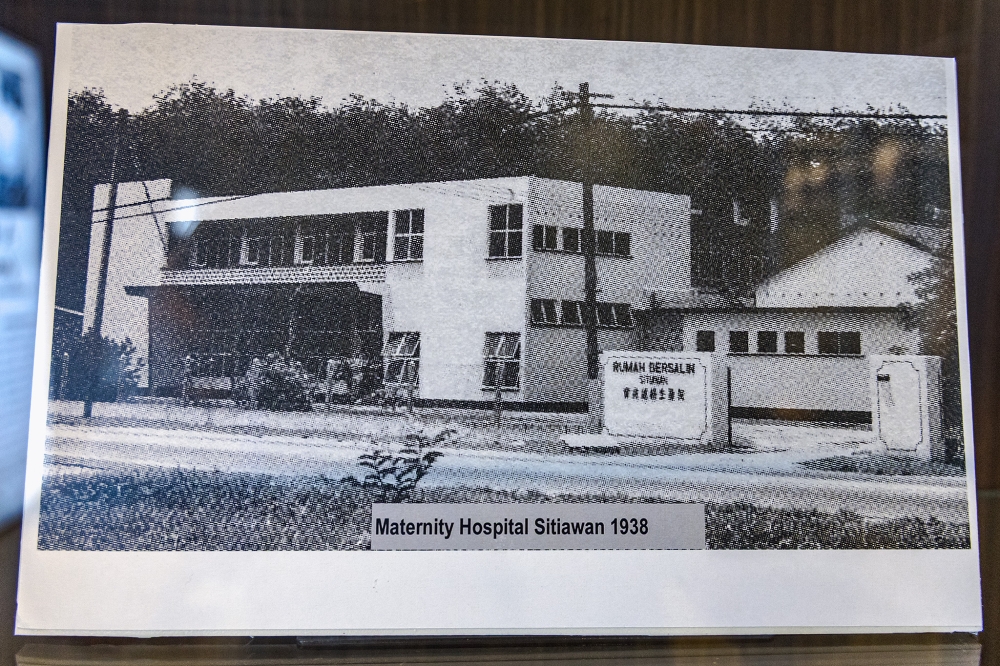 RUMAH BERSALIN
SITIAWAN
Maternity Hospital Sitiawan 1938